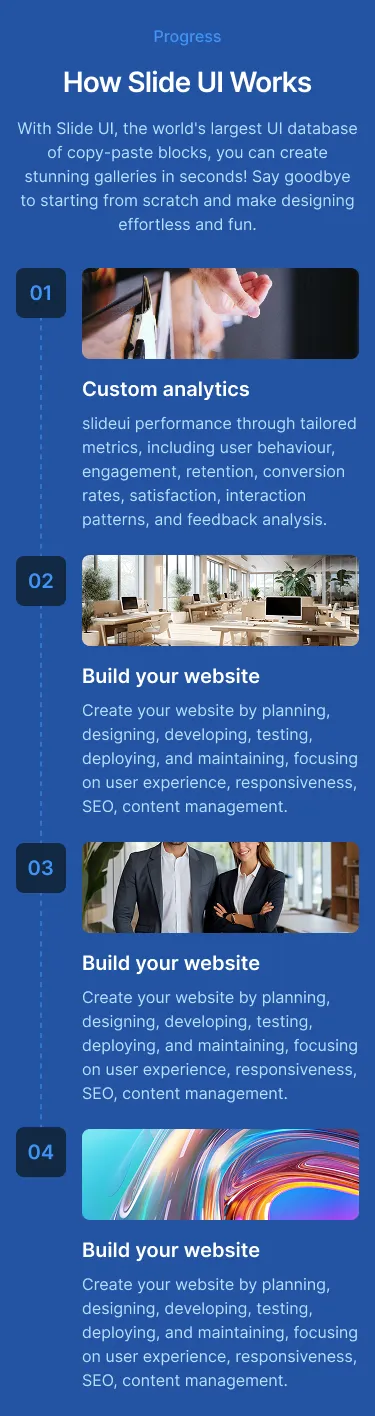 Progress
How Slide UI Works
With Slide UI, the world's largest UI database
of copy-paste blocks, you can create
stunning galleries in seconds! Say goodbye
to starting from scratch and make designing
effortless and fun.
01
Custom analytics
slideui performance through tailored
metrics, including user behaviour,
engagement, retention, conversion
rates, satisfaction, interaction
patterns, and feedback analysis.
02
Build your website
Create your website by planning,
designing, developing, testing,
deploying, and maintaining, focusing
on user experience, responsiveness,
SEO, content management.
03
Build your website
Create your website by planning,
designing, developing, testing,
deploying, and maintaining, focusing
on user experience, responsiveness,
SEO, content management.
04
Build your website
Create your website by planning,
designing, developing, testing,
deploying, and maintaining, focusing
on user experience, responsiveness,
SEO, content management.